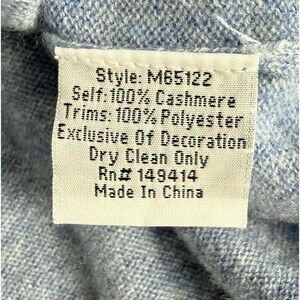 Style: M65122
Self:100% Cashmere
Trims: 100% Polyester
Exclusive Of Decoration
Dry Clean Only
Rn# 149414
Made In China